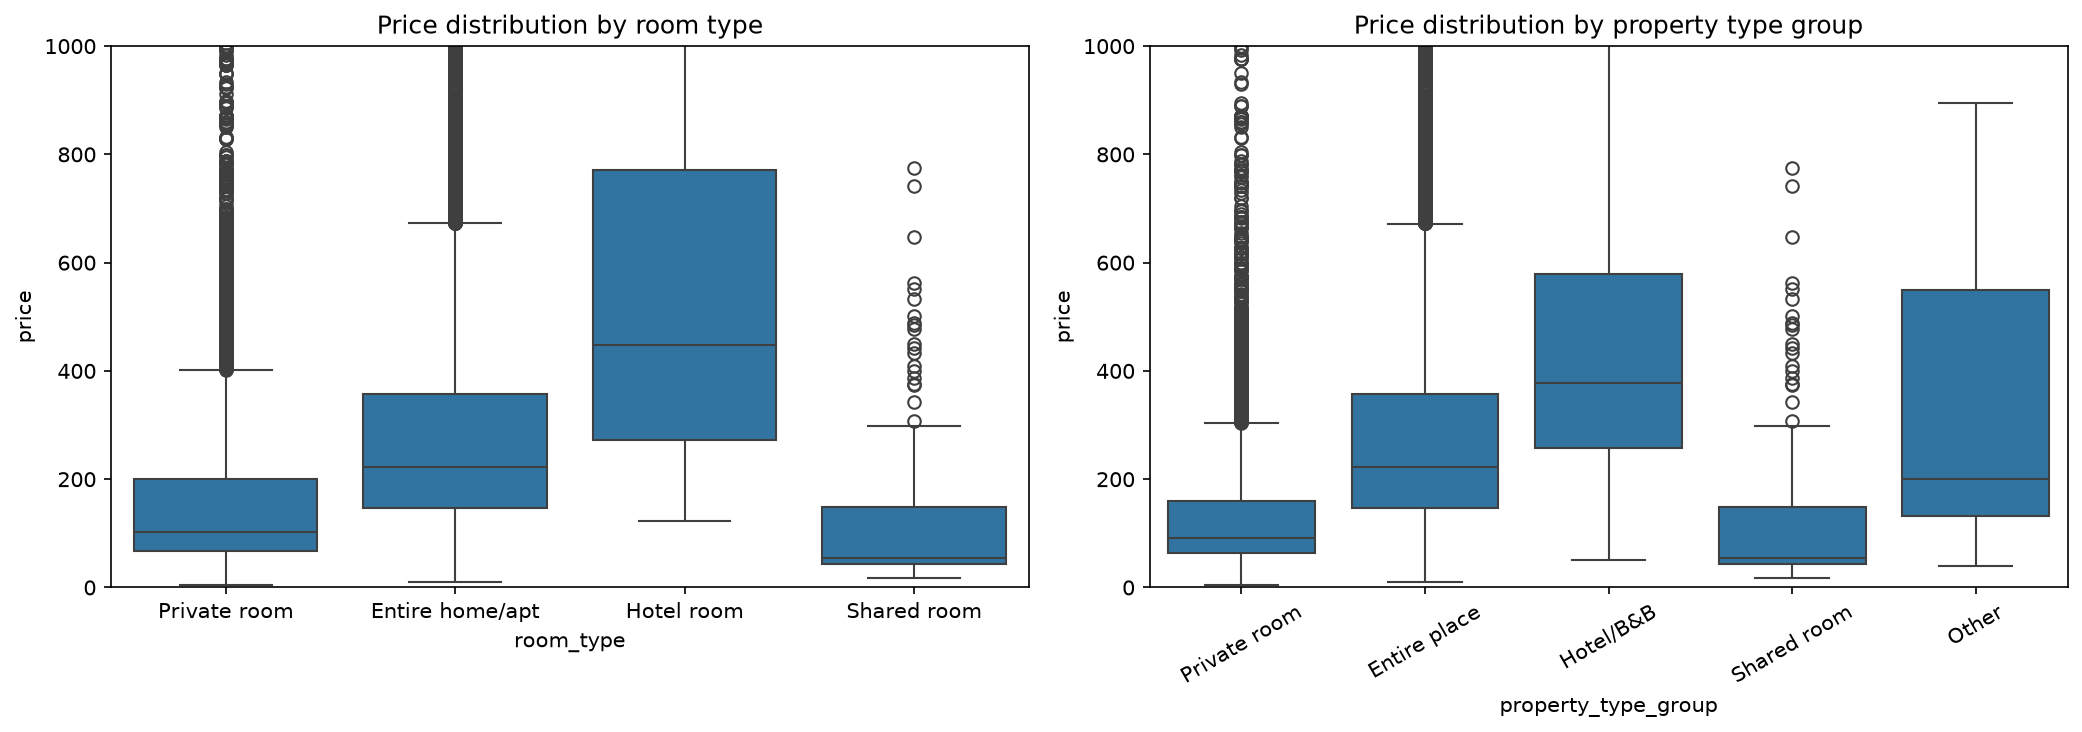 Price distribution by room type
1000
800
600
400
200
0
price
Private room
Entire home/apt
Hotel room
Shared room
room_type
Price distribution by property type group
1000
800
600
400
200
0
price
Private room
Entire place
Hotel/B&B
Shared room
Other
property_type_group